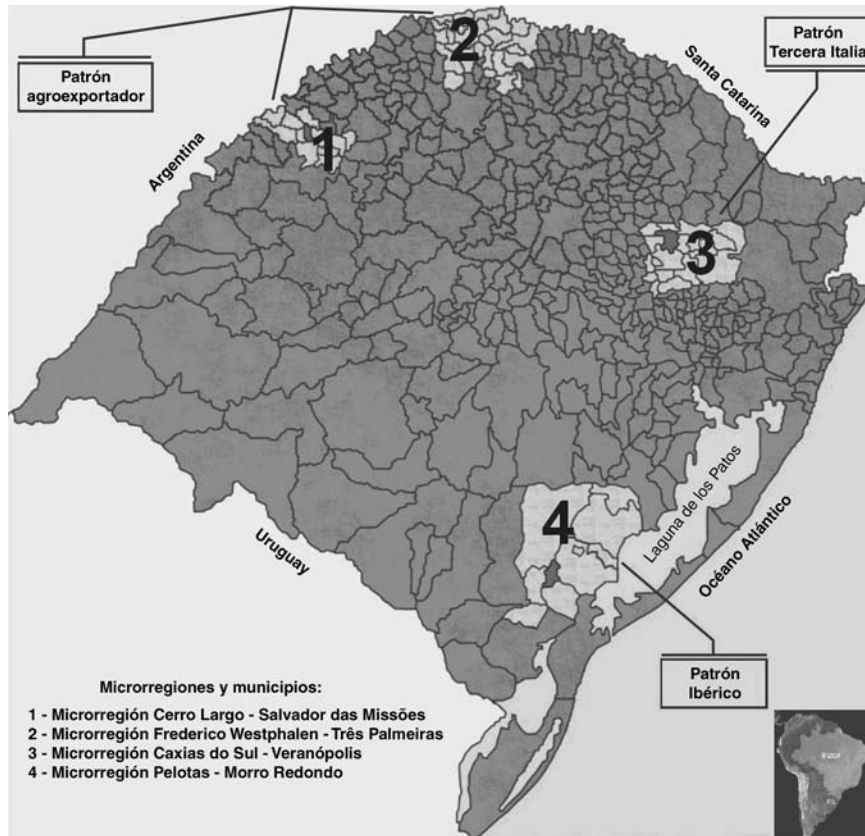 Patrón
agroexportador
2
Patrón
Tercera Italia
Santa Catarina
Argentina
1
3
Laguna de los Patos
4
Océano Atlántico
Uruguay
Patrón
Ibérico
Microrregiones y municipios:
1 - Microrregión Cerro Largo - Salvador das Missões
2 - Microrregión Frederico Westphalen - Três Palmeiras
3 - Microrregión Caxias do Sul - Veranópolis
4 - Microrregión Pelotas - Morro Redondo